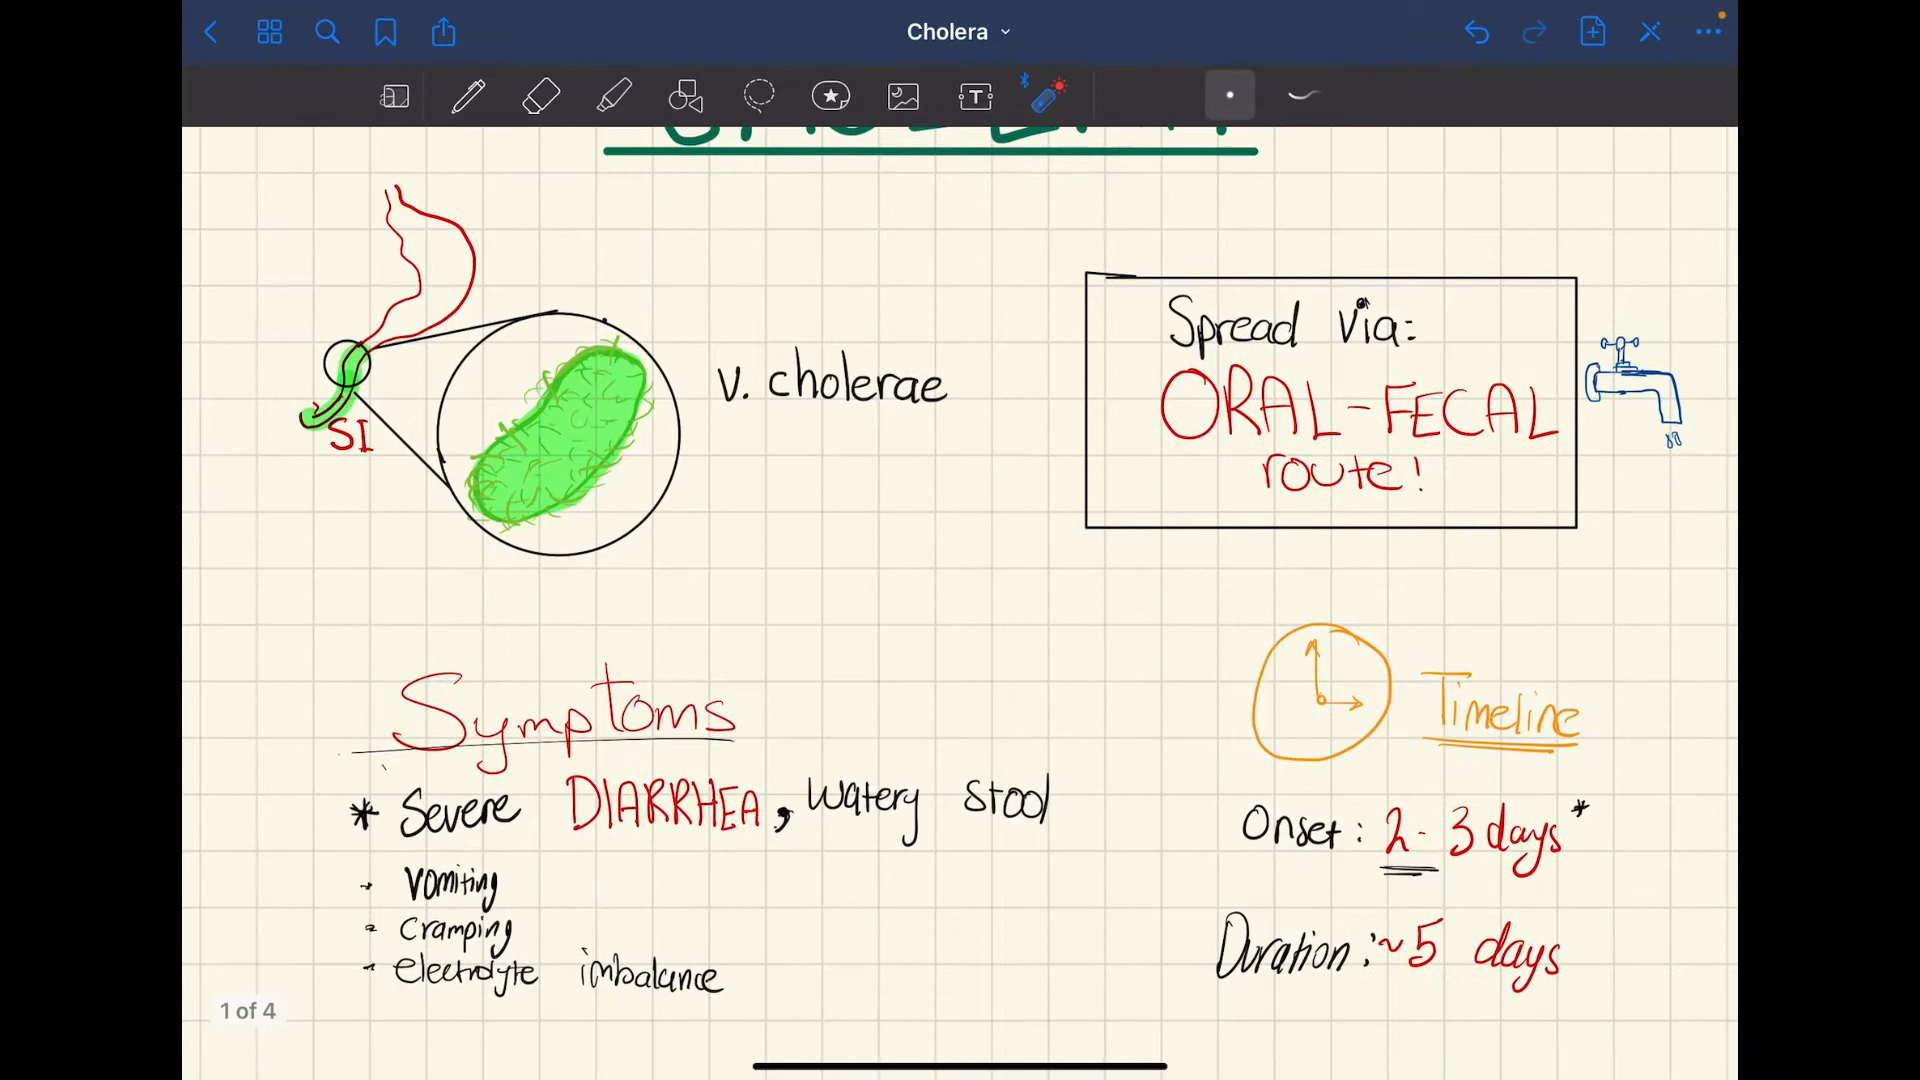 Cholera
SI
v. cholerae
Spread via:
ORAL-FECAL
route!
Symptoms
* Severe DIARRHEA, watery stool
- vomiting
- cramping
- electrolyte imbalance
Timeline
Onset: 2-3 days*
Duration: ~5 days
1 of 4